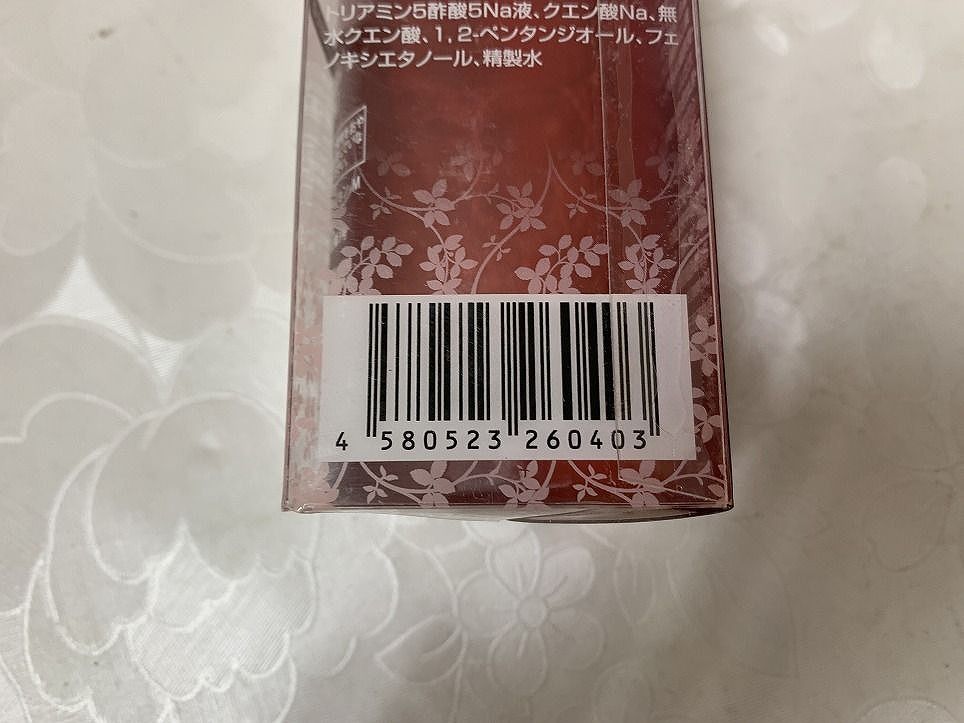 トリアミン5酢酸5Na液、クエン酸Na、無
水クエン酸、1,2-ペンタンジオール、フェ
ノキシエタノール、精製水
4 580523 260403